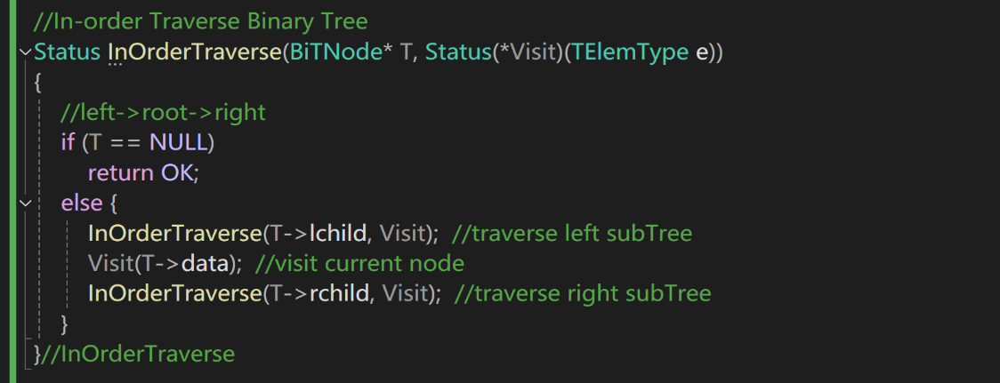 //In-order Traverse Binary Tree
Status InOrderTraverse(BiTNode* T, Status(*Visit)(TElemType e))
{
//left->root->right
if (T == NULL)
return OK;
else {
InOrderTraverse(T->lchild, Visit);  //traverse left subTree
Visit(T->data);  //visit current node
InOrderTraverse(T->rchild, Visit);  //traverse right subTree
}
}//InOrderTraverse